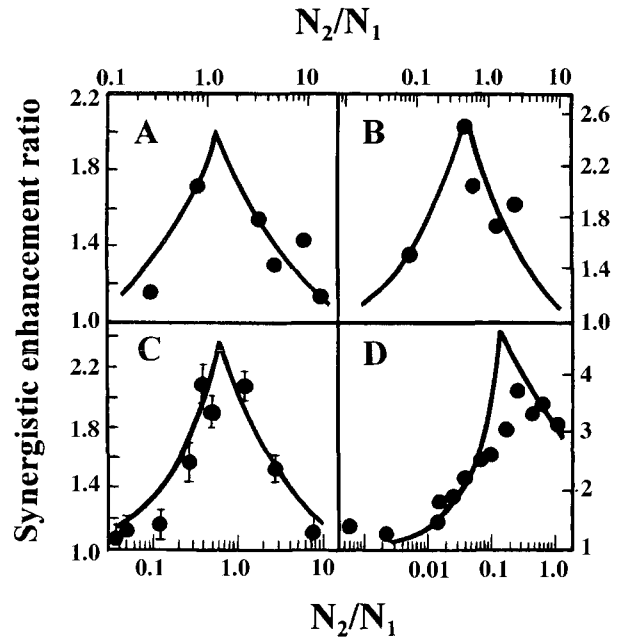 N₂/N₁
0.1 1.0 10 0.1 1.0 10
Synergistic enhancement ratio
2.2 A B 2.6
1.8 2.2
1.4 1.8
1.4
1.0 1.0
C D
2.2 4
1.8 3
1.4 2
1.0 1
0.1 1.0 10 0.01 0.1 1.0
N₂/N₁